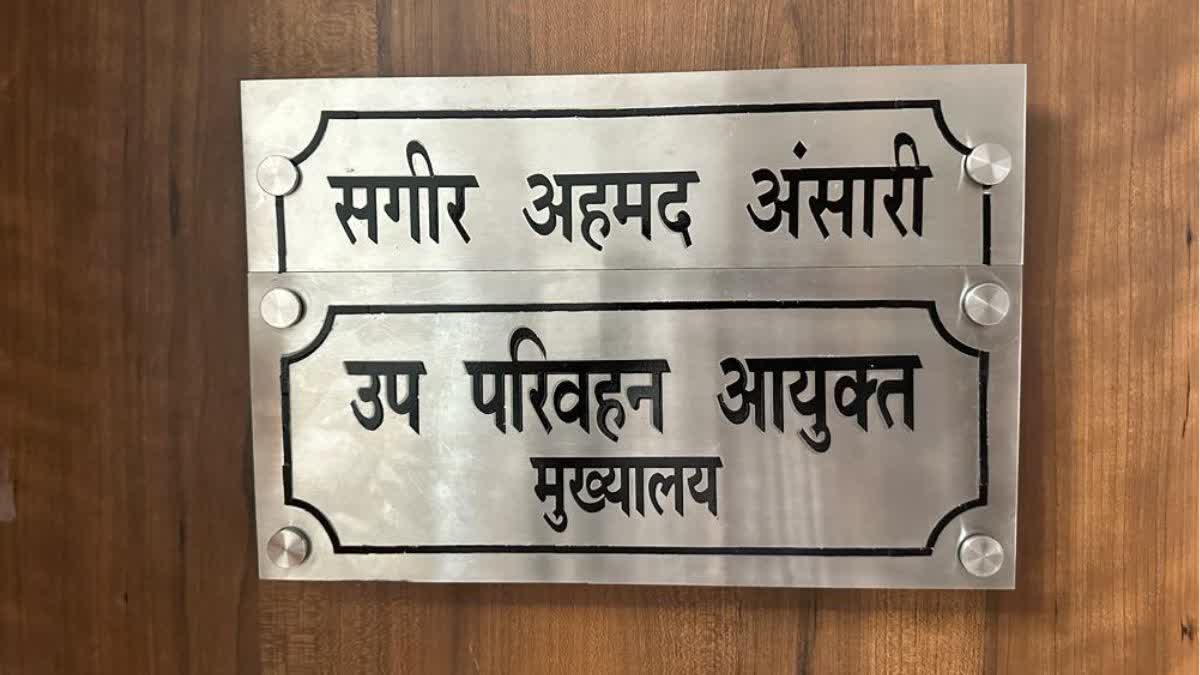 सगीर अहमद अंसारी
उप परिवहन आयुक्त
मुख्यालय